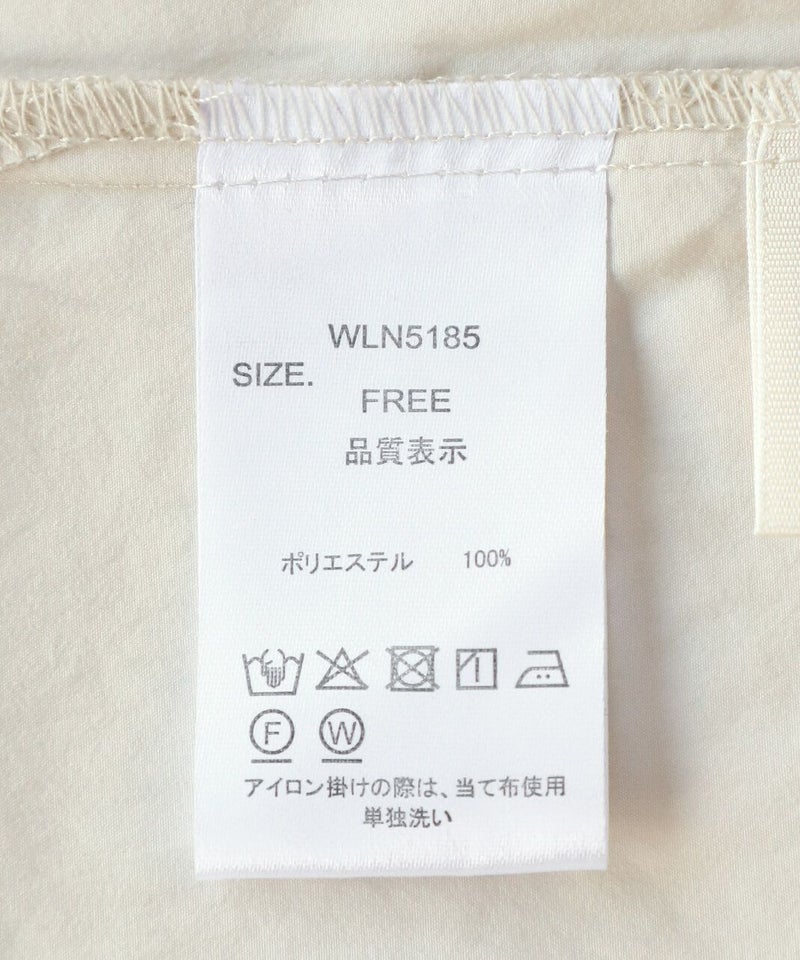 WLN5185
SIZE.
FREE
品質表示
ポリエステル 100%
F W
アイロン掛けの際は、当て布使用
単独洗い